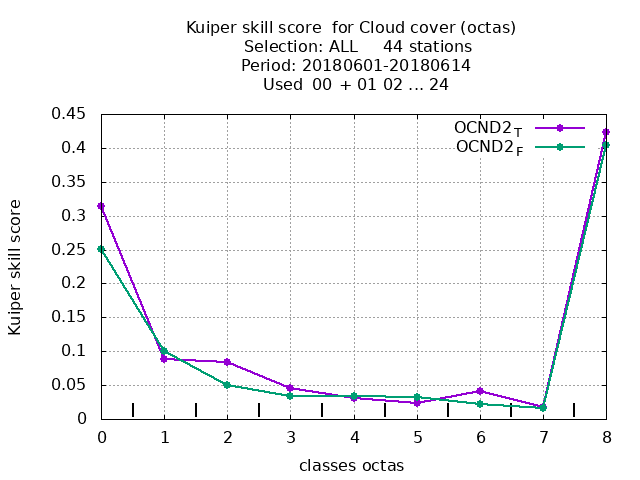 Kuiper skill score  for Cloud cover (octas)
Selection: ALL     44 stations
Period: 20180601-20180614
Used  00 + 01 02 ... 24
OCND2 T
OCND2 F
0.45
0.4
0.35
0.3
0.25
0.2
0.15
0.1
0.05
0
Kuiper skill score
0 1 2 3 4 5 6 7 8
classes octas